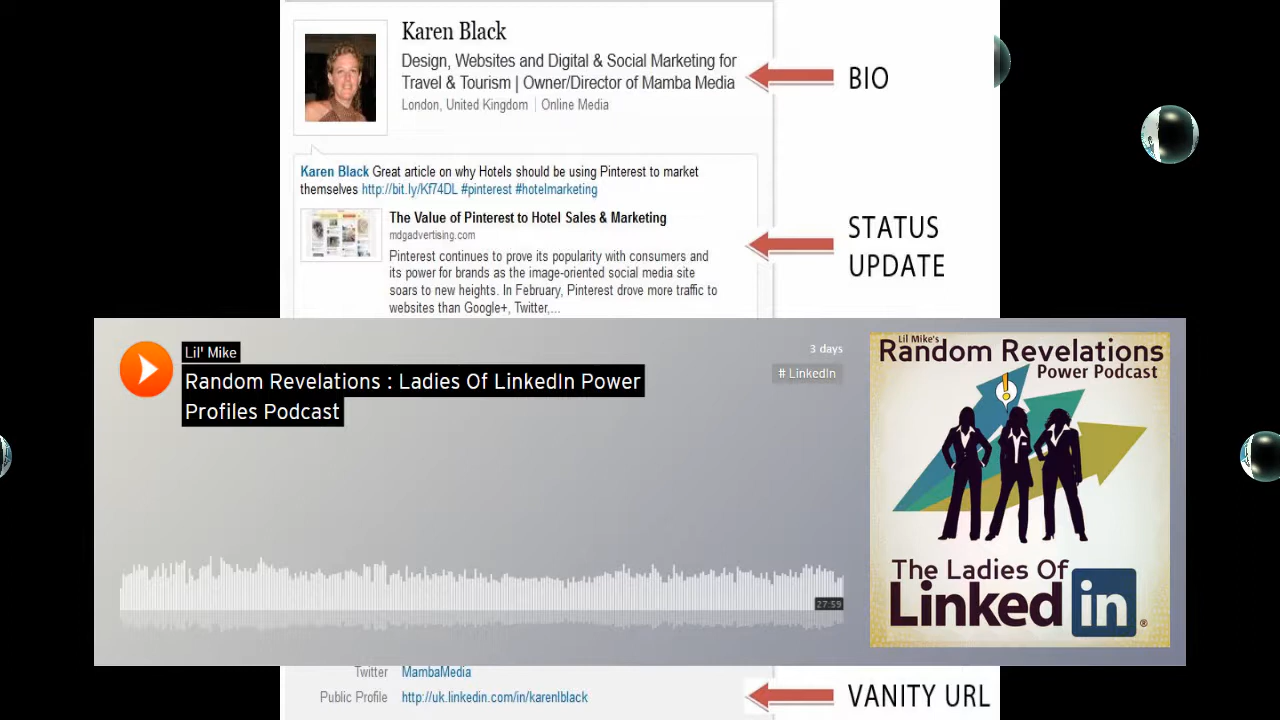 Karen Black
Design, Websites and Digital & Social Marketing for
Travel & Tourism | Owner/Director of Mamba Media
London, United Kingdom | Online Media
BIO
Karen Black Great article on why Hotels should be using Pinterest to market
themselves http://bit.ly/Kf74DL #pinterest #hotelmarketing
The Value of Pinterest to Hotel Sales & Marketing
mdgadvertising.com
Pinterest continues to prove its popularity with consumers and
its power for brands as the image-oriented social media site
soars to new heights. In February, Pinterest drove more traffic to
websites than Google+, Twitter,...
STATUS
UPDATE
Lil' Mike
Random Revelations : Ladies Of LinkedIn Power
Profiles Podcast
3 days
# LinkedIn
27:59
Lil Mike's
Random Revelations
Power Podcast
!
The Ladies Of
Linked in ®
Twitter MambaMedia
Public Profile http://uk.linkedin.com/in/karenlblack
VANITY URL